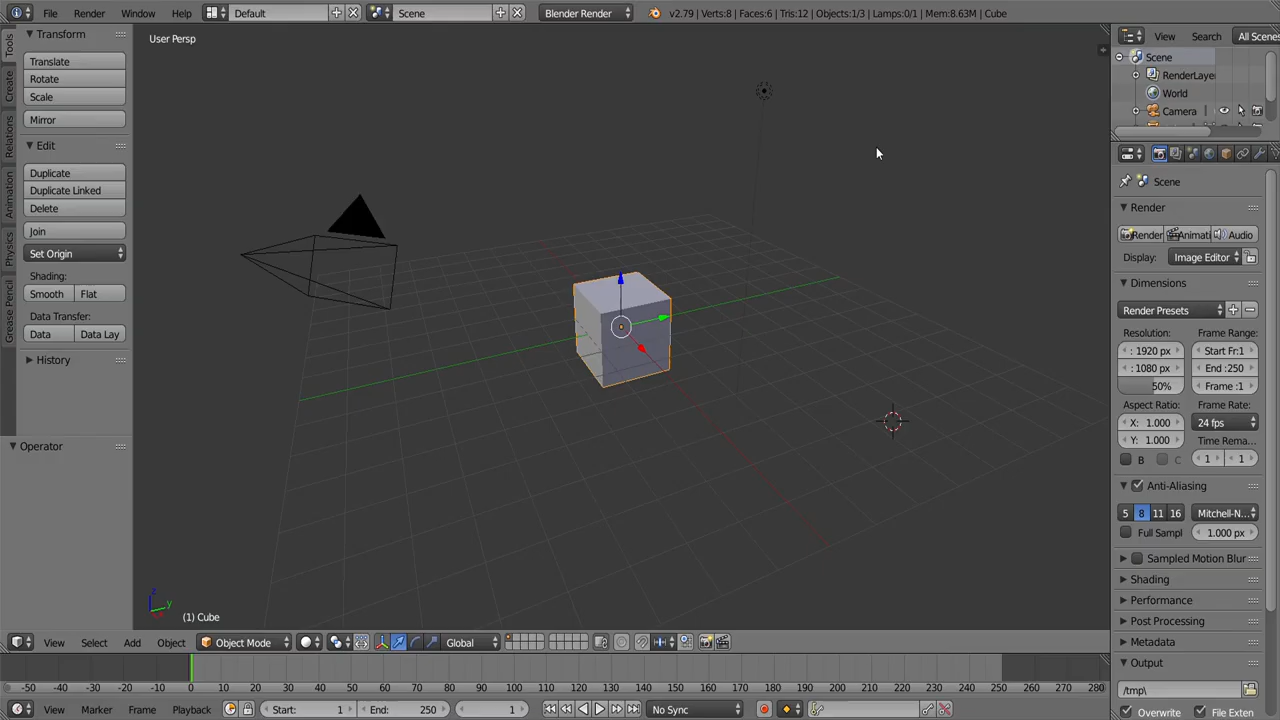 File Render Window Help Default Scene Blender Render v2.79 | Verts:8 | Faces:6 | Tris:12 | Objects:1/3 | Lamps:0/1 | Mem:8.63M | Cube
Tools
Create
Relations
Animation
Physics
Grease Pencil
Transform
Translate
Rotate
Scale
Mirror
Edit
Duplicate
Duplicate Linked
Delete
Join
Set Origin
Shading:
Smooth Flat
Data Transfer:
Data Data Lay
History
Operator
User Persp
z
y
(1) Cube
View Search All Scenes
Scene
RenderLaye
World
Camera
Scene
Render
Render Animati Audio
Display: Image Editor
Dimensions
Render Presets
Resolution: Frame Range:
: 1920 px Start Fr:1
: 1080 px End :250
50% Frame :1
Aspect Ratio: Frame Rate:
X: 1.000 24 fps
Y: 1.000 Time Rema...
B C 1 1
Anti-Aliasing
5 8 11 16 Mitchell-N...
Full Sampl 1.000 px
Sampled Motion Blur
Shading
Performance
Post Processing
Metadata
Output
/tmp\
Overwrite File Exten
View Select Add Object Object Mode Global
-50 -40 -30 -20 -10 0 10 20 30 40 50 60 70 80 90 100 110 120 130 140 150 160 170 180 190 200 210 220 230 240 250 260 270 280
View Marker Frame Playback Start: 1 End: 250 1 No Sync